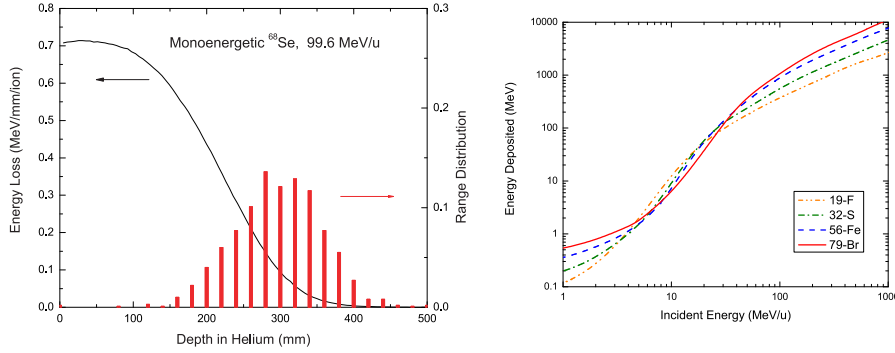 Monoenergetic ⁶⁸Se, 99.6 MeV/u
Energy Loss (MeV/mm/ion)
0.8
0.7
0.6
0.5
0.4
0.3
0.2
0.1
0.0
0 100 200 300 400 500
Depth in Helium (mm)
0.3
0.2
0.1
0.0
Range Distribution
Energy Deposited (MeV)
10000
1000
100
10
1
0.1
1 10 100 1000
Incident Energy (MeV/u)
19-F
32-S
56-Fe
79-Br